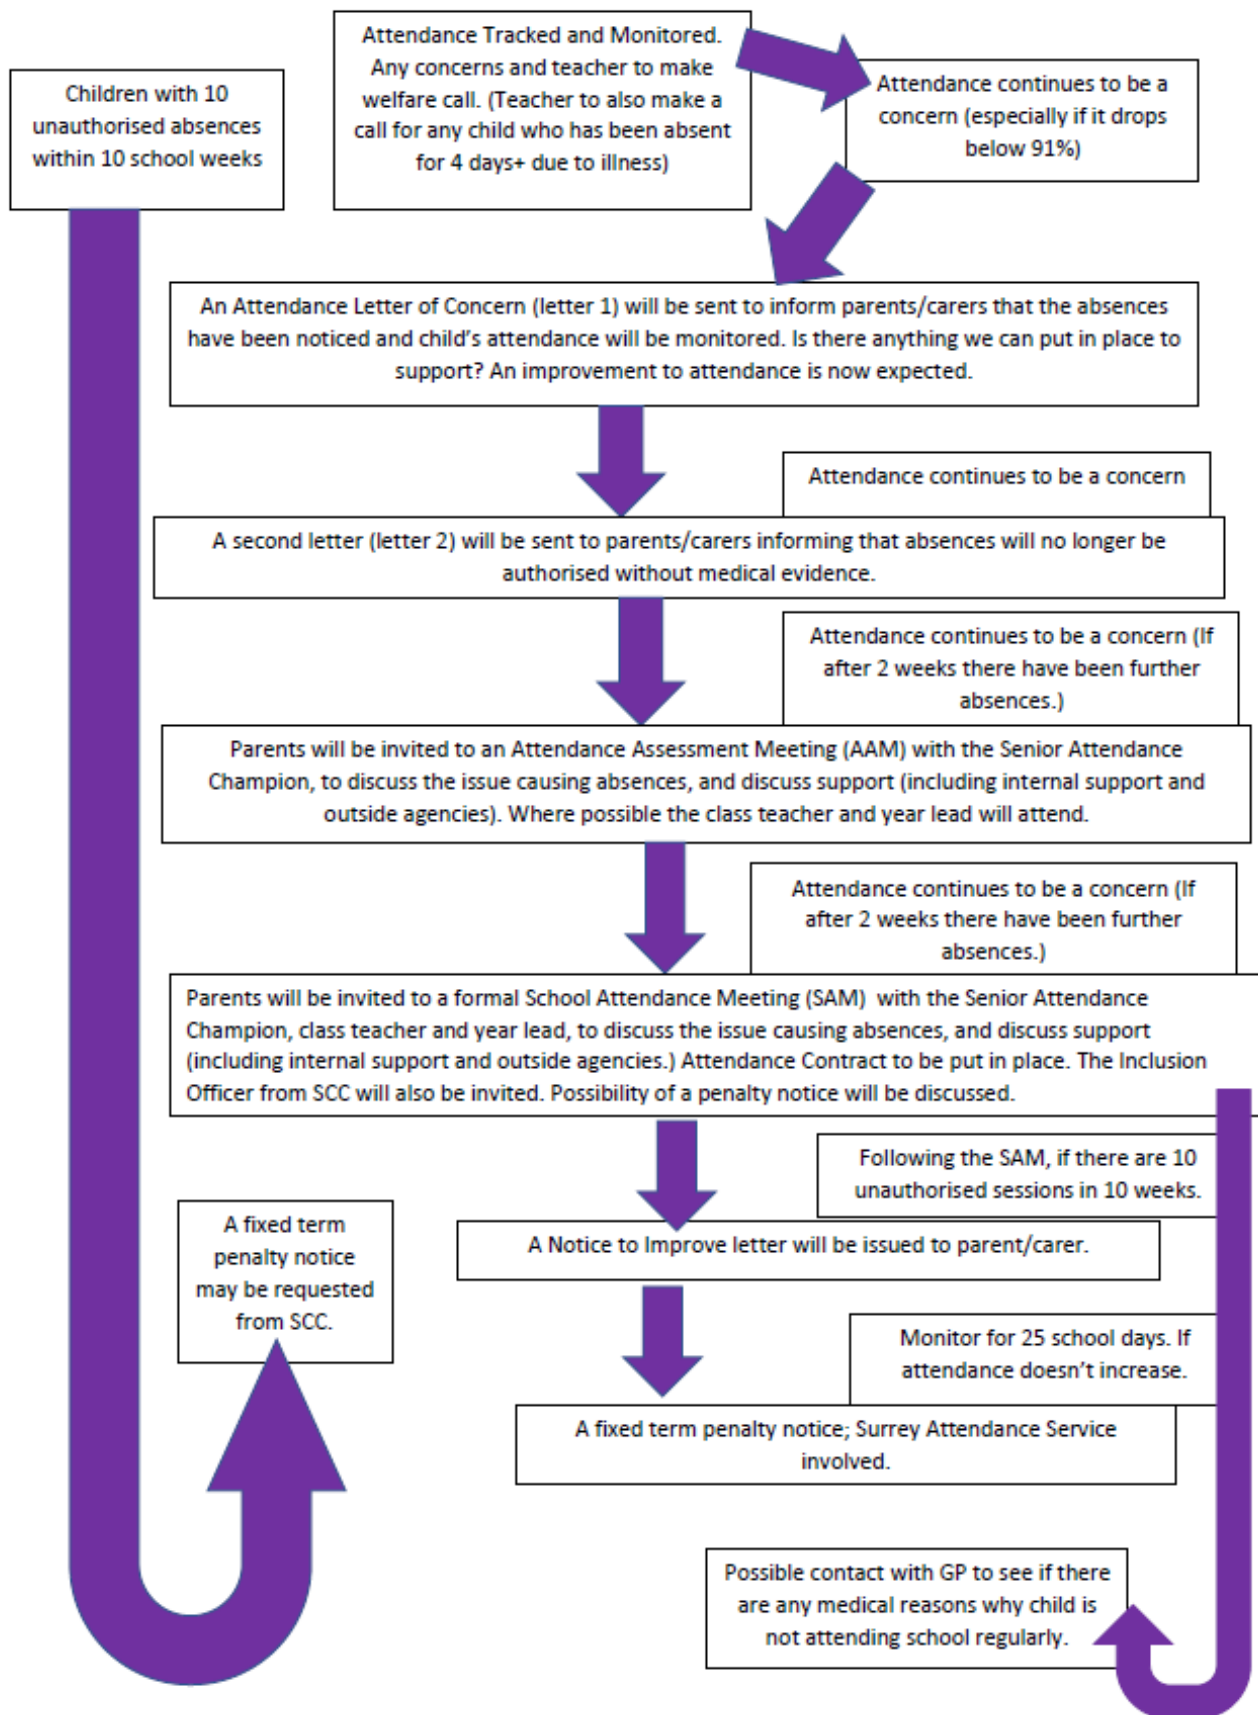 Attendance Tracked and Monitored.
Any concerns and teacher to make
welfare call. (Teacher to also make a
call for any child who has been absent
for 4 days+ due to illness)
Children with 10
unauthorised absences
within 10 school weeks
Attendance continues to be a
concern (especially if it drops
below 91%)
An Attendance Letter of Concern (letter 1) will be sent to inform parents/carers that the absences
have been noticed and child’s attendance will be monitored. Is there anything we can put in place to
support? An improvement to attendance is now expected.
Attendance continues to be a concern
A second letter (letter 2) will be sent to parents/carers informing that absences will no longer be
authorised without medical evidence.
Attendance continues to be a concern (If
after 2 weeks there have been further
absences.)
Parents will be invited to an Attendance Assessment Meeting (AAM) with the Senior Attendance
Champion, to discuss the issue causing absences, and discuss support (including internal support and
outside agencies). Where possible the class teacher and year lead will attend.
Attendance continues to be a concern (If
after 2 weeks there have been further
absences.)
Parents will be invited to a formal School Attendance Meeting (SAM) with the Senior Attendance
Champion, class teacher and year lead, to discuss the issue causing absences, and discuss support
(including internal support and outside agencies.) Attendance Contract to be put in place. The Inclusion
Officer from SCC will also be invited. Possibility of a penalty notice will be discussed.
Following the SAM, if there are 10
unauthorised sessions in 10 weeks.
A Notice to Improve letter will be issued to parent/carer.
A fixed term
penalty notice
may be requested
from SCC.
Monitor for 25 school days. If
attendance doesn’t increase.
A fixed term penalty notice; Surrey Attendance Service
involved.
Possible contact with GP to see if there
are any medical reasons why child is
not attending school regularly.